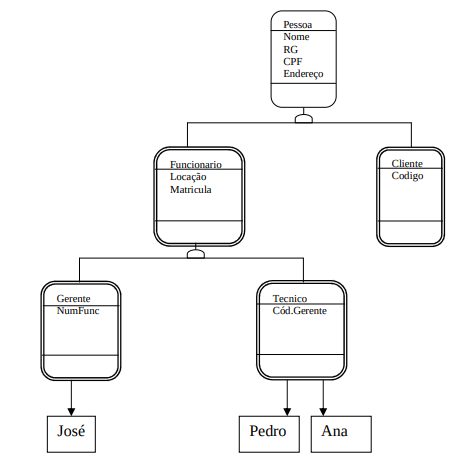 Pessoa
Nome
RG
CPF
Endereço
Funcionario
Locação
Matricula
Cliente
Codigo
Gerente
NumFunc
Tecnico
Cód.Gerente
José
Pedro
Ana